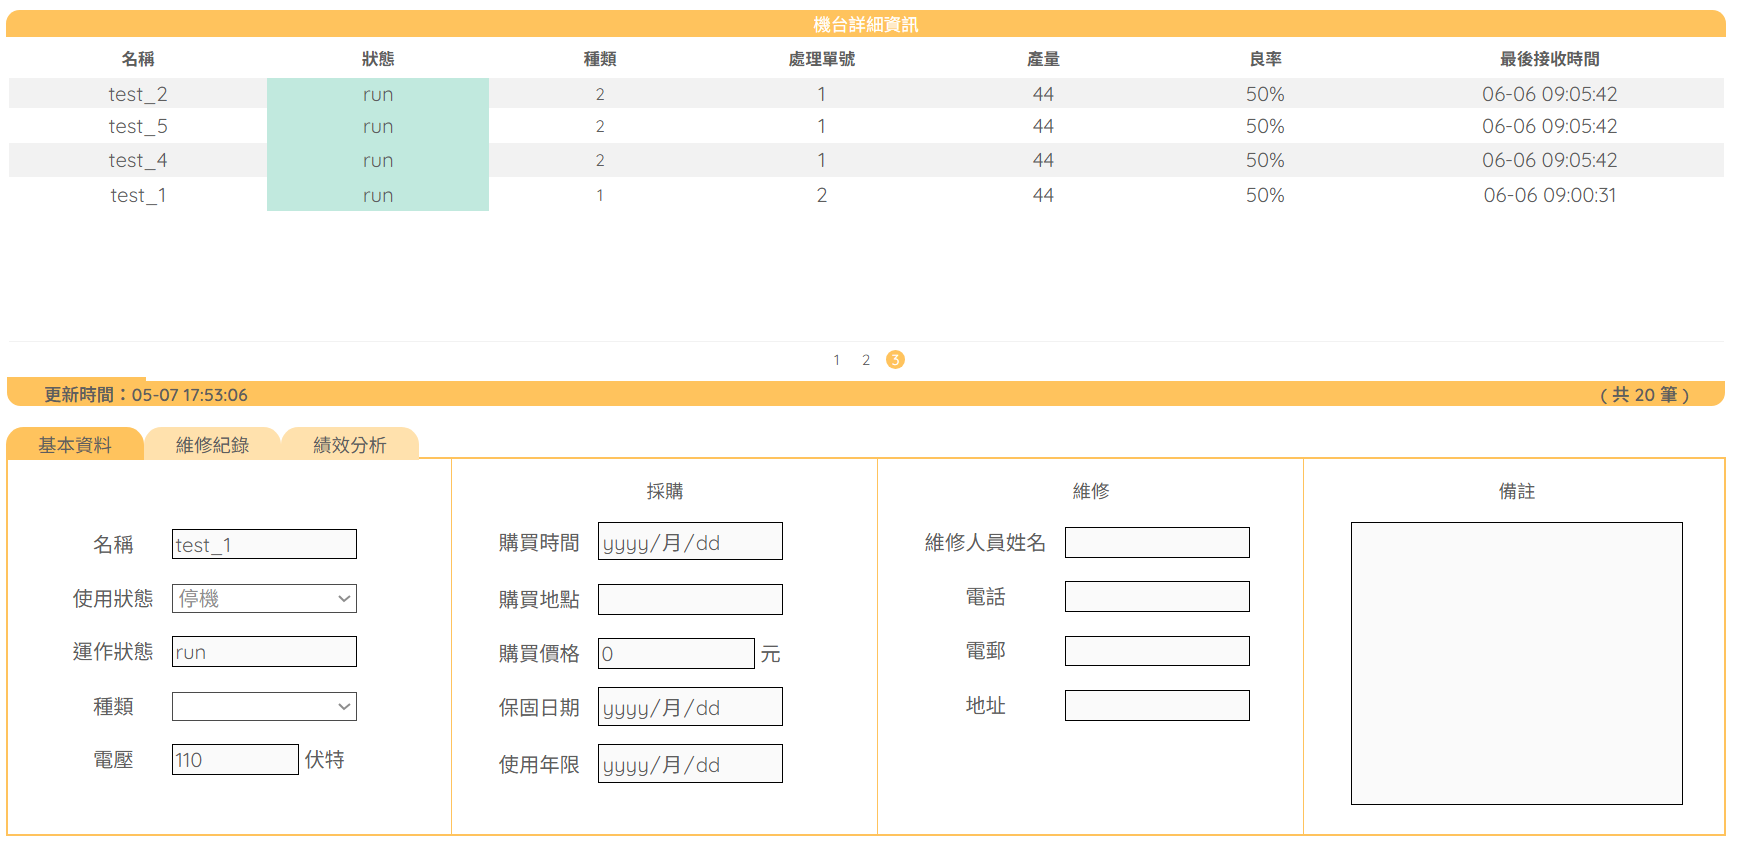 機台詳細資訊
名稱 狀態 種類 處理單號 產量 良率 最後接收時間
test_2 run 2 1 44 50% 06-06 09:05:42
test_5 run 2 1 44 50% 06-06 09:05:42
test_4 run 2 1 44 50% 06-06 09:05:42
test_1 run 1 2 44 50% 06-06 09:00:31
1 2 3
更新時間：05-07 17:53:06 ( 共 20 筆 )
基本資料 維修紀錄 績效分析
名稱 test_1
使用狀態 停機
運作狀態 run
種類
電壓 110 伏特
採購
購買時間 yyyy/月/dd
購買地點
購買價格 0 元
保固日期 yyyy/月/dd
使用年限 yyyy/月/dd
維修
維修人員姓名
電話
電郵
地址
備註